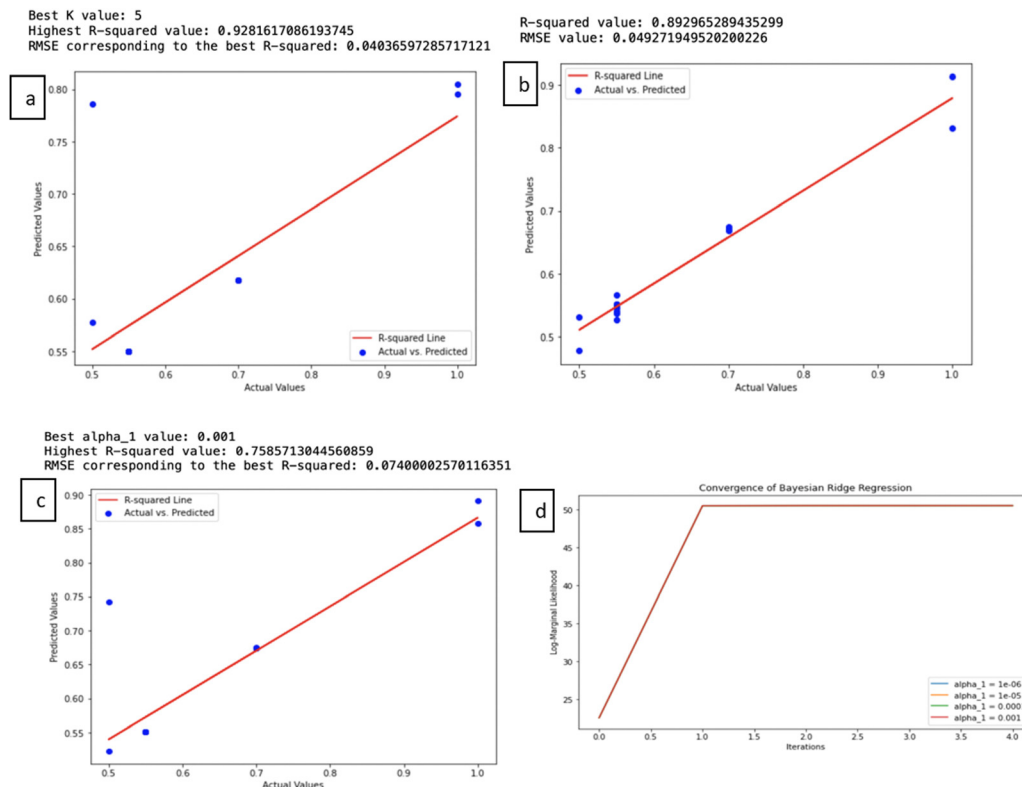 Best K value: 5
Highest R-squared value: 0.9281617086193745
RMSE corresponding to the best R-squared: 0.04036597285717121
a
0.80
0.75
0.70
0.65
0.60
0.55
Predicted Values
R-squared Line
Actual vs. Predicted
0.5 0.6 0.7 0.8 0.9 1.0
Actual Values
R-squared value: 0.892965289435299
RMSE value: 0.049271949520200226
b
R-squared Line
Actual vs. Predicted
0.9
0.8
0.7
0.6
0.5
Predicted Values
0.5 0.6 0.7 0.8 0.9 1.0
Actual Values
Best alpha_1 value: 0.001
Highest R-squared value: 0.7585713044560859
RMSE corresponding to the best R-squared: 0.07400002570116351
c
R-squared Line
Actual vs. Predicted
0.90
0.85
0.80
0.75
0.70
0.65
0.60
0.55
Predicted Values
0.5 0.6 0.7 0.8 0.9 1.0
Actual Values
d
Convergence of Bayesian Ridge Regression
50
45
40
35
30
25
Log-Marginal Likelihood
alpha_1 = 1e-06
alpha_1 = 1e-05
alpha_1 = 0.000
alpha_1 = 0.001
0.0 0.5 1.0 1.5 2.0 2.5 3.0 3.5 4.0
Iterations